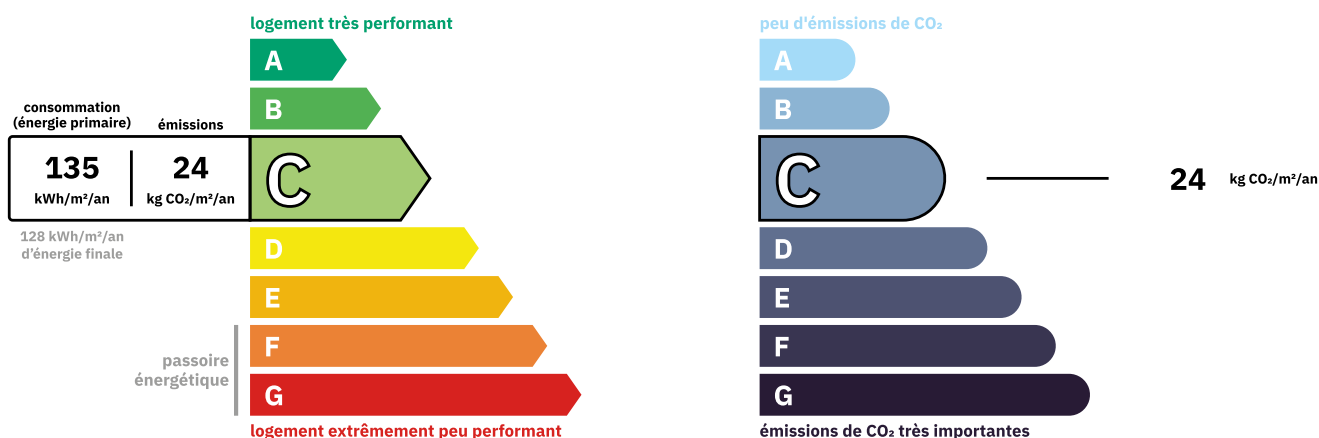 logement très performant
A
B
consommation
(énergie primaire)
émissions
135
kWh/m²/an
24
kg CO₂/m²/an
C
128 kWh/m²/an
d'énergie finale
D
E
F
passoire
énergétique
G
logement extrêmement peu performant
peu d'émissions de CO₂
A
B
C
24 kg CO₂/m²/an
D
E
F
G
émissions de CO₂ très importantes